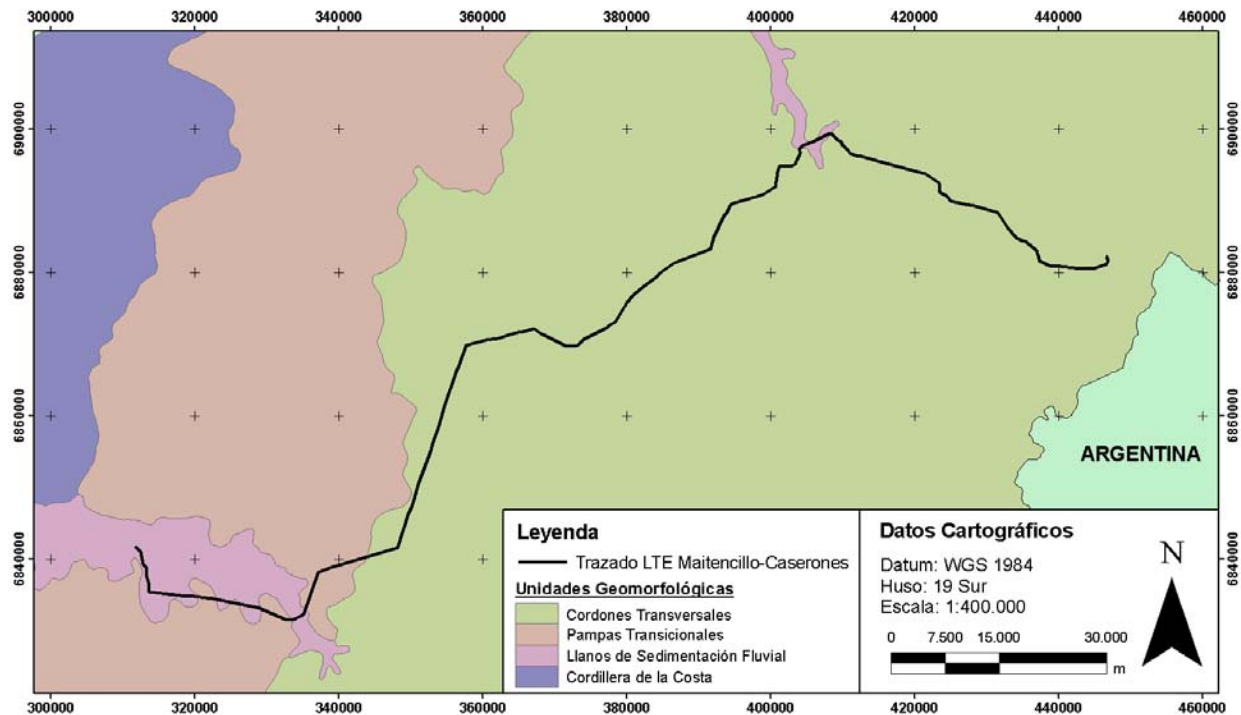 300000 320000 340000 360000 380000 400000 420000 440000 460000
6900000 6900000
6880000 6880000
6860000 6860000
ARGENTINA
6840000 6840000
Leyenda
Trazado LTE Maitencillo-Caserones
Unidades Geomorfológicas
Cordones Transversales
Pampas Transicionales
Llanos de Sedimentación Fluvial
Cordillera de la Costa
Datos Cartográficos
Datum: WGS 1984
Huso: 19 Sur
Escala: 1:400.000
N
0 7.500 15.000 30.000
m
300000 320000 340000 360000 380000 400000 420000 440000 460000